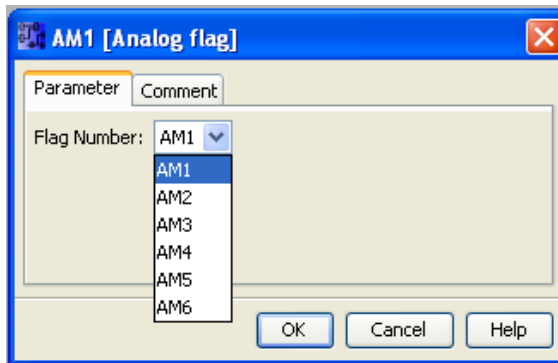 AM1 [Analog flag]
Parameter Comment
Flag Number: AM1
AM1
AM2
AM3
AM4
AM5
AM6
OK Cancel Help